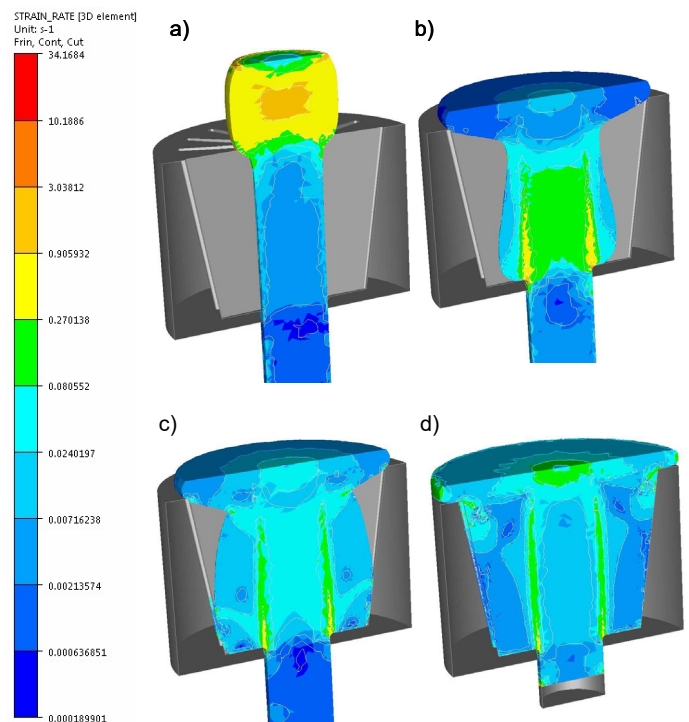 STRAIN_RATE [3D element]
Unit: s-1
Frin, Cont, Cut
34.1684
10.1886
3.03812
0.905932
0.270138
0.080552
0.0240197
0.00716238
0.00213574
0.000636851
0.000189901
a)
b)
c)
d)